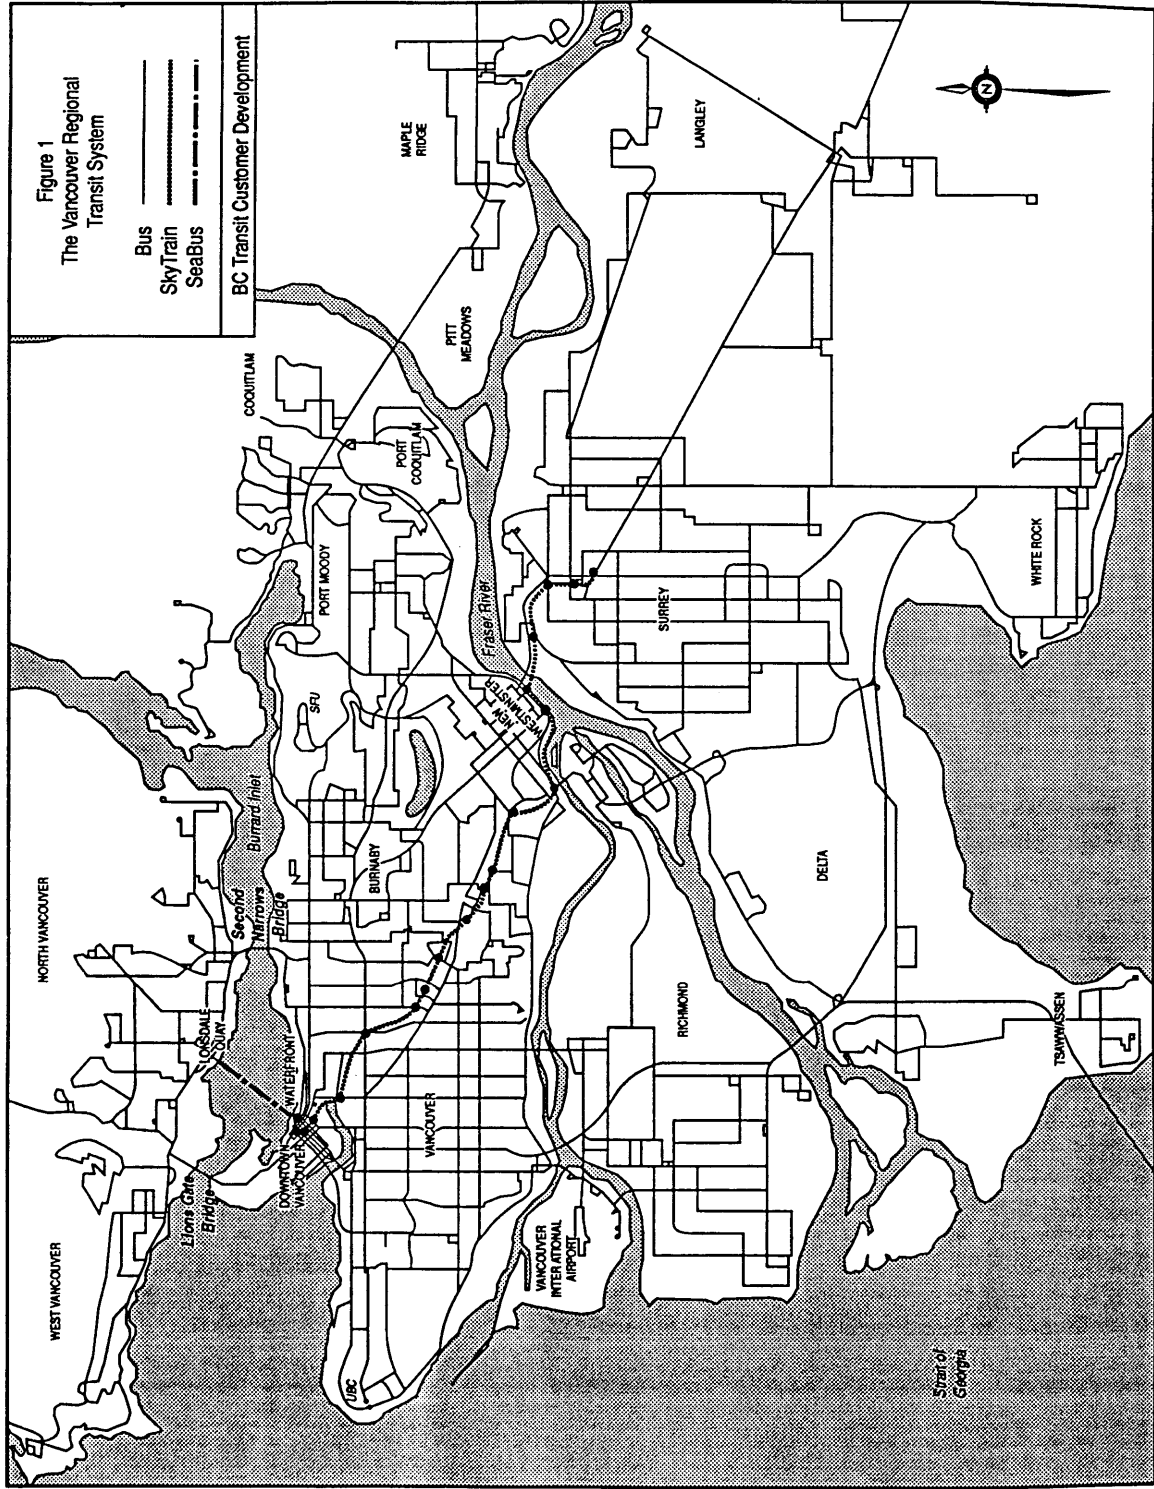 Figure 1
The Vancouver Regional
Transit System
Bus
SkyTrain
SeaBus
BC Transit Customer Development
WEST VANCOUVER
NORTH VANCOUVER
Lions Gate
Bridge
LONSDALE
QUAY
Second
Narrows
Bridge
Burrard Inlet
WATERFRONT
DOWNTOWN
VANCOUVER
SFU
PORT MOODY
COQUITLAM
PORT
COQUITLAM
PITT
MEADOWS
MAPLE
RIDGE
UBC
VANCOUVER
BURNABY
NEW
WESTMINSTER
Fraser River
VANCOUVER
INTER ATIONAL
AIRPORT
RICHMOND
SURREY
LANGLEY
DELTA
WHITE ROCK
TSAWWASSEN
Strait of
Georgia
N